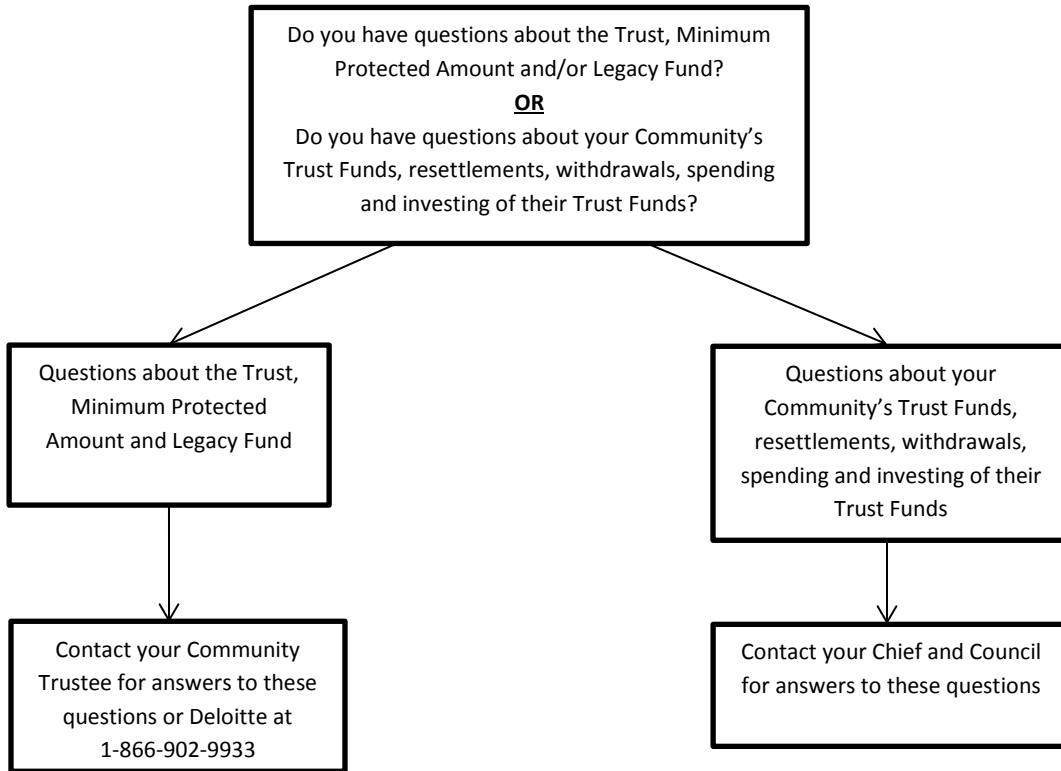 Do you have questions about the Trust, Minimum
Protected Amount and/or Legacy Fund?
OR
Do you have questions about your Community’s
Trust Funds, resettlements, withdrawals, spending
and investing of their Trust Funds?
Questions about the Trust,
Minimum Protected
Amount and Legacy Fund
Questions about your
Community’s Trust Funds,
resettlements, withdrawals,
spending and investing of their
Trust Funds
Contact your Community
Trustee for answers to these
questions or Deloitte at
1-866-902-9933
Contact your Chief and Council
for answers to these questions